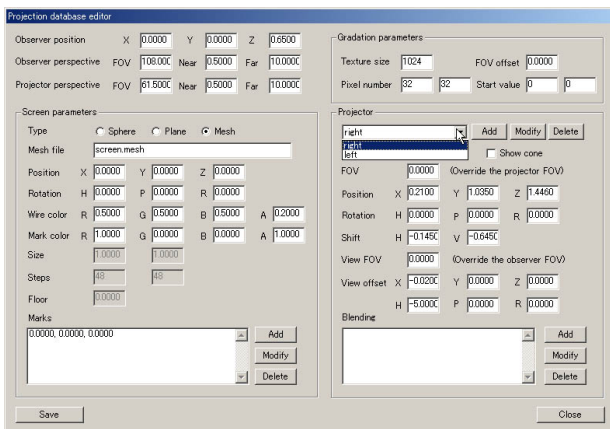 Projection database editor
Observer position X 0.0000 Y 0.0000 Z 0.6500
Observer perspective FOV 108.000 Near 0.5000 Far 10.0000
Projector perspective FOV 61.5000 Near 0.5000 Far 10.0000
Gradation parameters
Texture size 1024 FOV offset 0.0000
Pixel number 32 32 Start value 0 0
Screen parameters
Type Sphere Plane Mesh
Mesh file screen.mesh
Position X 0.0000 Y 0.0000 Z 0.0000
Rotation H 0.0000 P 0.0000 R 0.0000
Wire color R 0.5000 G 0.5000 B 0.5000 A 0.2000
Mark color R 1.0000 G 0.0000 B 0.0000 A 1.0000
Size 1.0000 1.0000
Steps 48 48
Floor 0.0000
Marks
0.0000, 0.0000, 0.0000
Add
Modify
Delete
Projector
right Add Modify Delete
right
left
Show cone
FOV 0.0000 (Override the projector FOV)
Position X 0.2100 Y 1.0350 Z 1.4460
Rotation H 0.0000 P 0.0000 R 0.0000
Shift H -0.1450 V -0.6450
View FOV 0.0000 (Override the observer FOV)
View offset X -0.0200 Y 0.0000 Z 0.0000
H -5.0000 P 0.0000 R 0.0000
Blending
Add
Modify
Delete
Save
Close